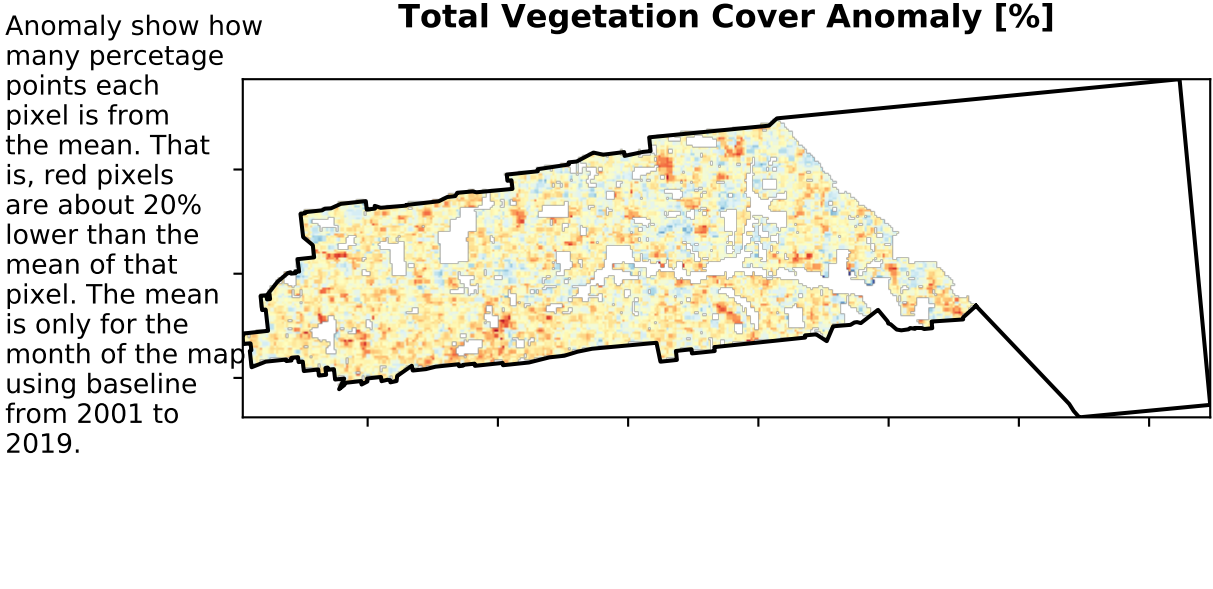 Total Vegetation Cover Anomaly [%]
Anomaly show how
many percetage
points each
pixel is from
the mean. That
is, red pixels
are about 20%
lower than the
mean of that
pixel. The mean
is only for the
month of the map
using baseline
from 2001 to
2019.